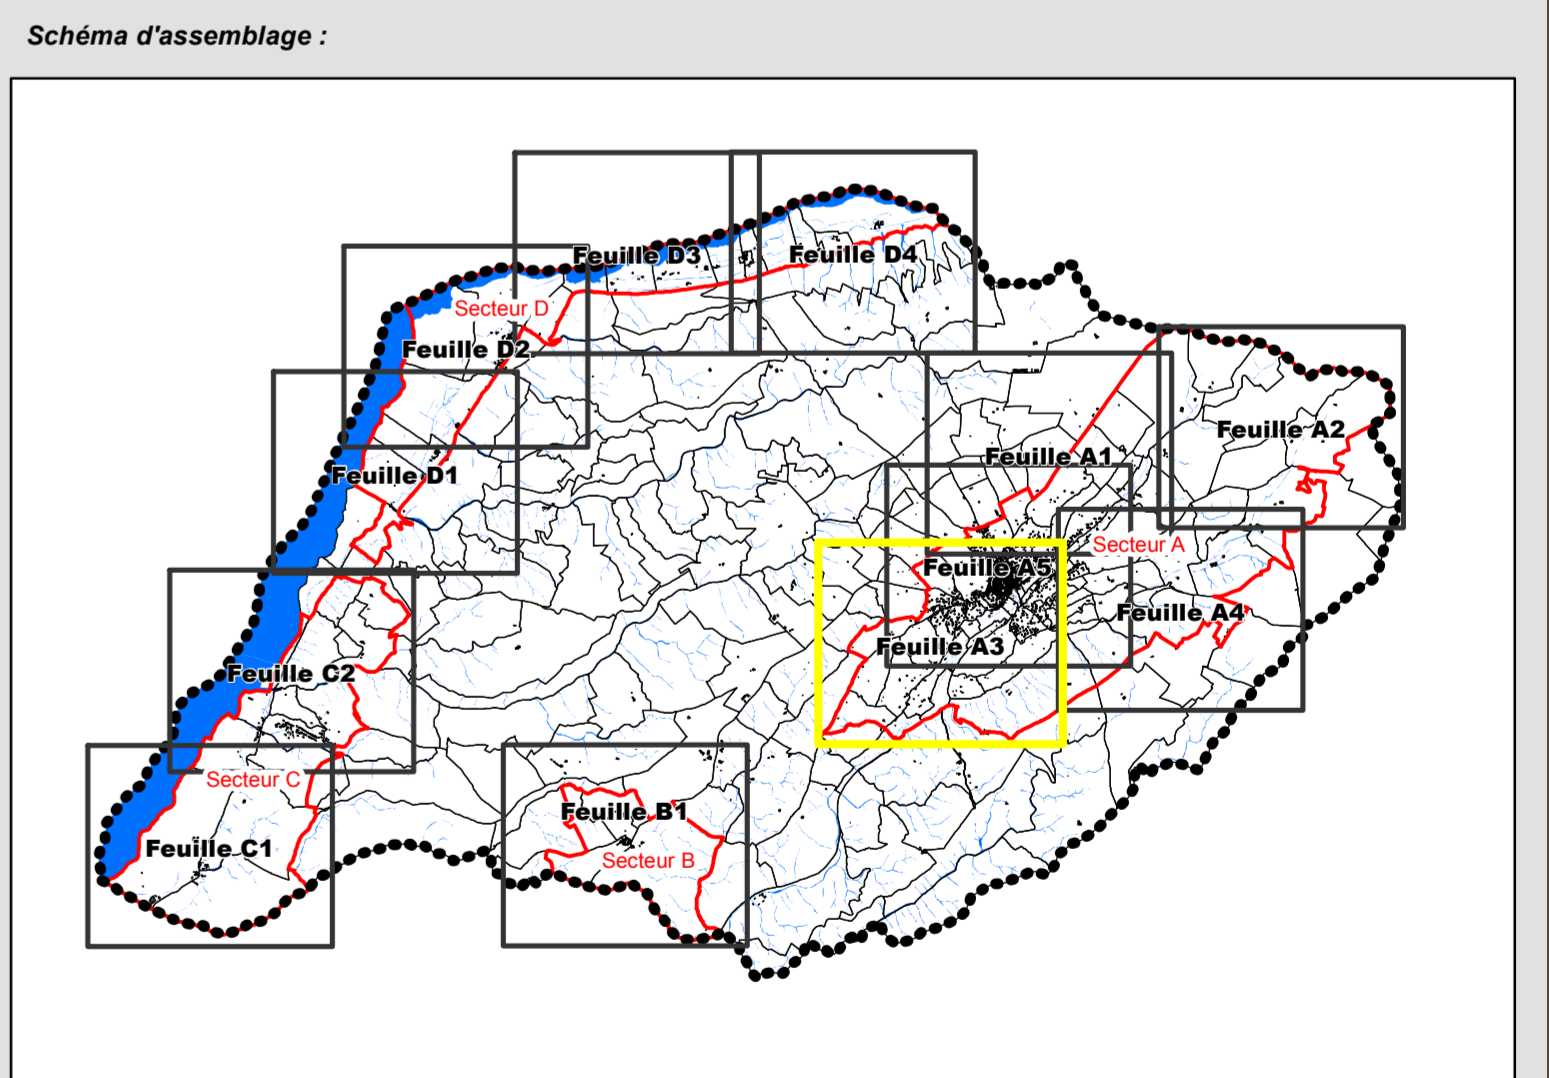 Schéma d'assemblage :
Feuille D3
Feuille D4
Secteur D
Feuille D2
Feuille A2
Feuille A1
Feuille D1
Secteur A
Feuille A5
Feuille A4
Feuille A3
Feuille C2
Secteur C
Feuille B1
Feuille C1
Secteur B